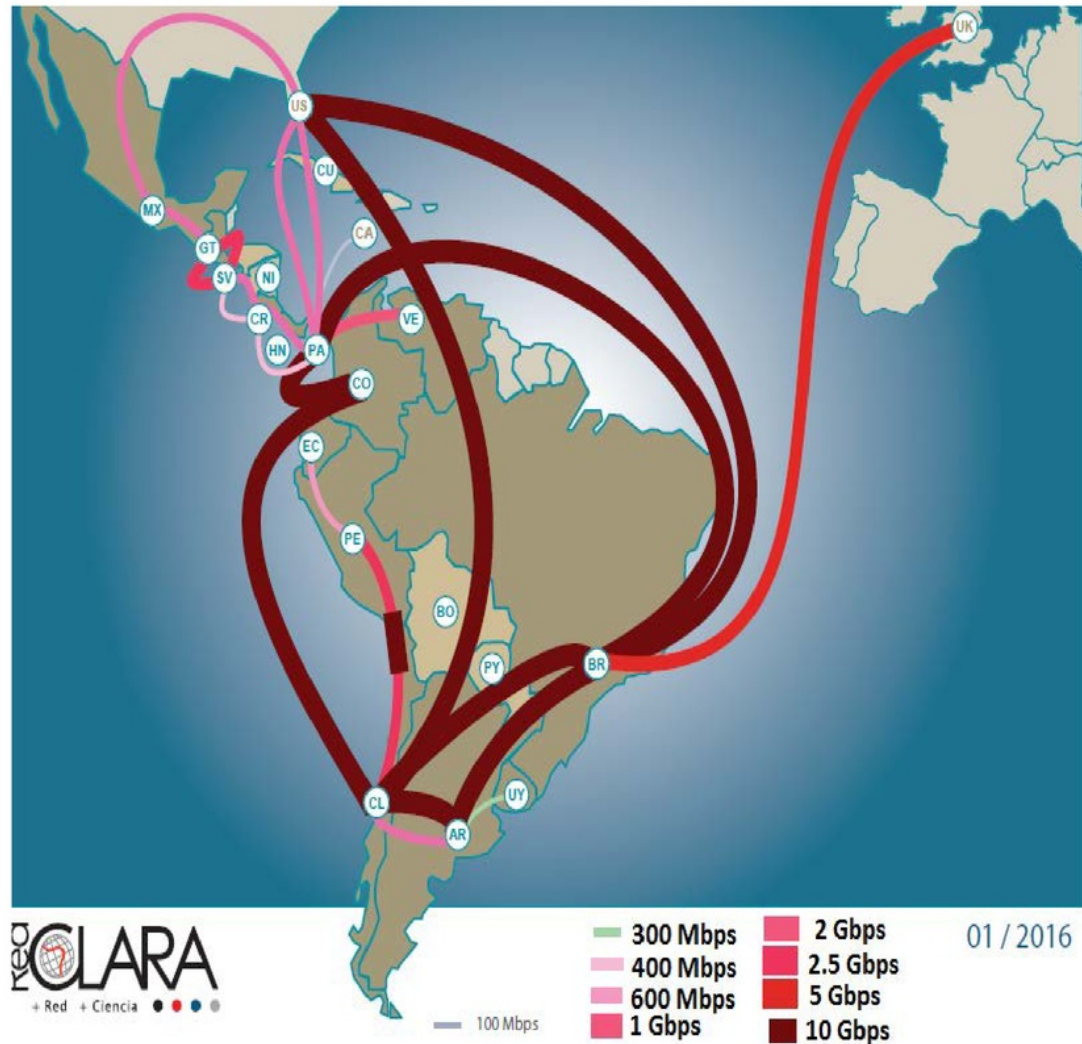 UK
US
CU
MX
CA
GT
SV
NI
CR
VE
HN
PA
CO
EC
PE
BO
PY
BR
CL
UY
AR
red
CLARA
+ Red + Ciencia
100 Mbps
300 Mbps
400 Mbps
600 Mbps
1 Gbps
2 Gbps
2.5 Gbps
5 Gbps
10 Gbps
01 / 2016